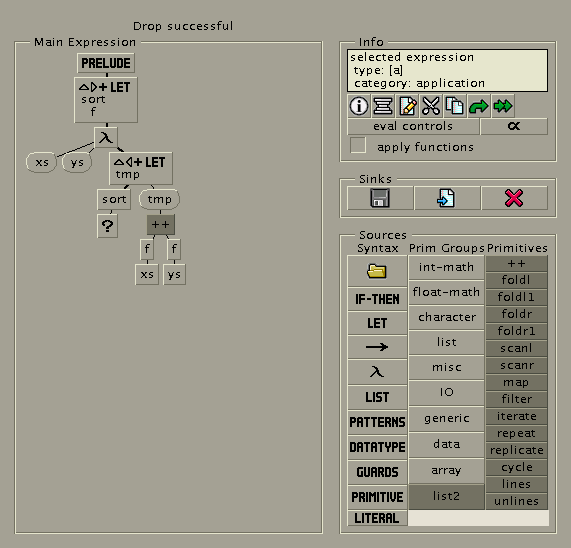 Drop successful
Main Expression
PRELUDE
+ LET
sort
f
λ
xs
ys
+ LET
tmp
sort
tmp
?
++
f
f
xs
ys
Info
selected expression
type: [a]
category: application
eval controls
α
apply functions
Sinks
Sources
Syntax
IF-THEN
LET
→
λ
LIST
PATTERNS
DATATYPE
GUARDS
PRIMITIVE
LITERAL
Prim Groups
int-math
float-math
character
list
misc
IO
generic
data
array
list2
Primitives
++
foldl
foldl1
foldr
foldr1
scanl
scanr
map
filter
iterate
repeat
replicate
cycle
lines
unlines